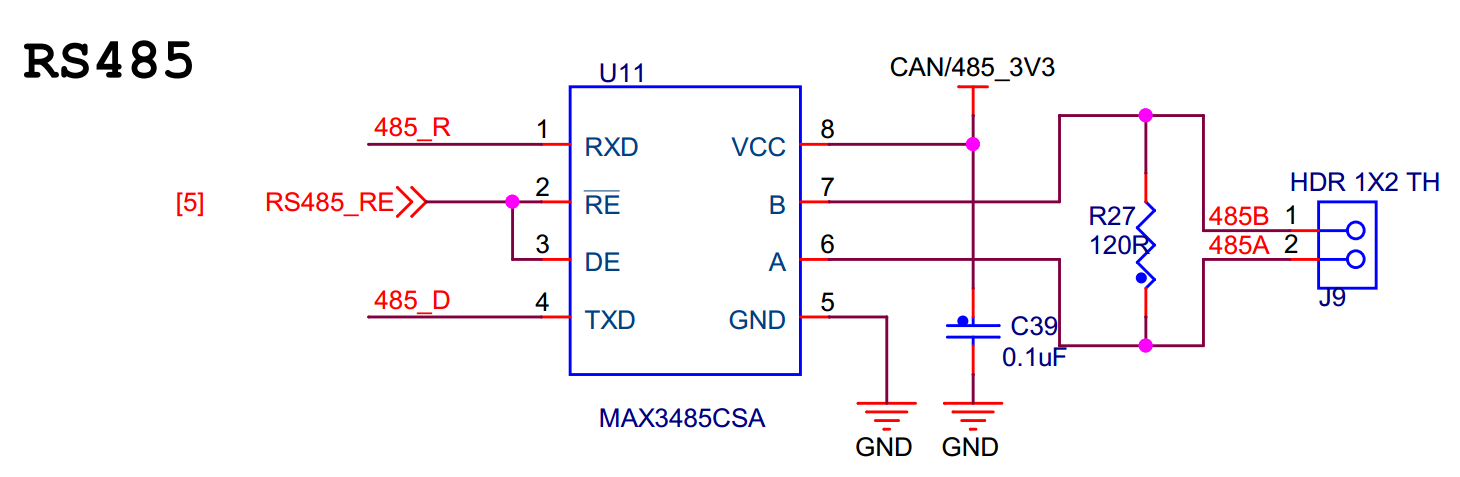 RS485
U11
CAN/485_3V3
485_R 1 RXD VCC 8
[5] RS485_RE 2 RE B 7
3 DE A 6
485_D 4 TXD GND 5
MAX3485CSA
C39
0.1uF
GND GND
R27
120R
HDR 1X2 TH
485B 1
485A 2
J9